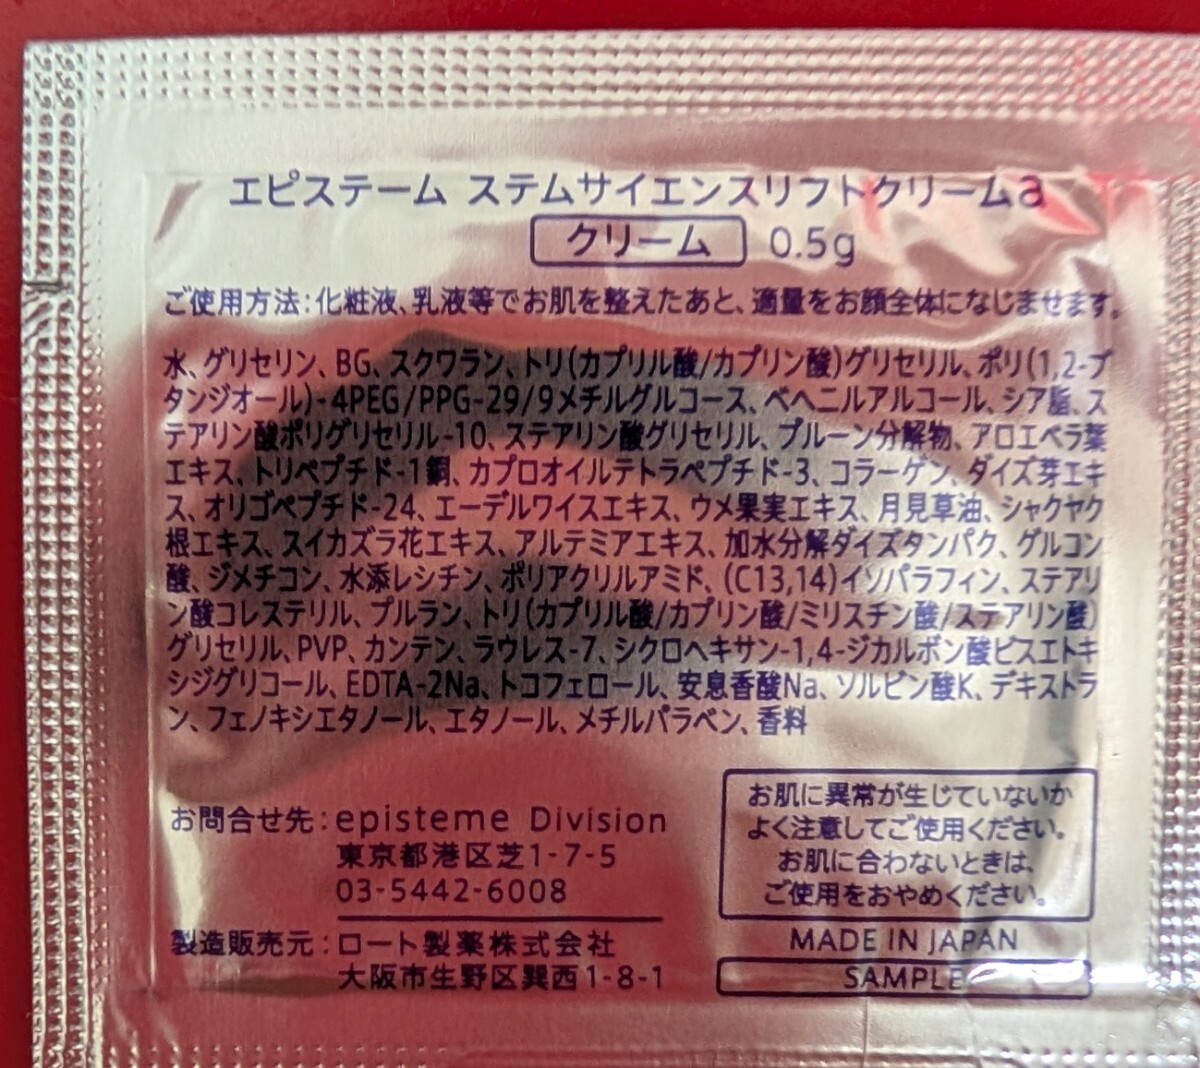 エピステーム ステムサイエンスリフトクリームa
クリーム 0.5g
ご使用方法:化粧液、乳液等でお肌を整えたあと、適量をお顔全体になじませます。
水、グリセリン、BG、スクワラン、トリ(カプリル酸/カプリン酸)グリセリル、ポリ(1,2-ブ
タンジオール)-4PEG/PPG-29/9メチルグルコース、ベヘニルアルコール、シア脂、ス
テアリン酸ポリグリセリル-10、ステアリン酸グリセリル、プルーン分解物、アロエベラ葉
エキス、トリペプチド-1銅、カプロオイルテトラペプチド-3、コラーゲン、ダイズ芽エキ
ス、オリゴペプチド-24、エーデルワイスエキス、ウメ果実エキス、月見草油、シャクヤク
根エキス、スイカズラ花エキス、アルテミアエキス、加水分解ダイズタンパク、グルコン
酸、ジメチコン、水添レシチン、ポリアクリルアミド、(C13,14)イソパラフィン、ステアリ
ン酸コレステリル、プルラン、トリ(カプリル酸/カプリン酸/ミリスチン酸/ステアリン酸)
グリセリル、PVP、カンテン、ラウレス-7、シクロヘキサン-1,4-ジカルボン酸ビスエトキ
シジグリコール、EDTA-2Na、トコフェロール、安息香酸Na、ソルビン酸K、デキストラ
ン、フェノキシエタノール、エタノール、メチルパラベン、香料
お問合せ先:episteme Division
東京都港区芝1-7-5
03-5442-6008
製造販売元:ロート製薬株式会社
大阪市生野区巽西1-8-1
お肌に異常が生じていないか
よく注意してご使用ください。
お肌に合わないときは、
ご使用をおやめください。
MADE IN JAPAN
SAMPLE